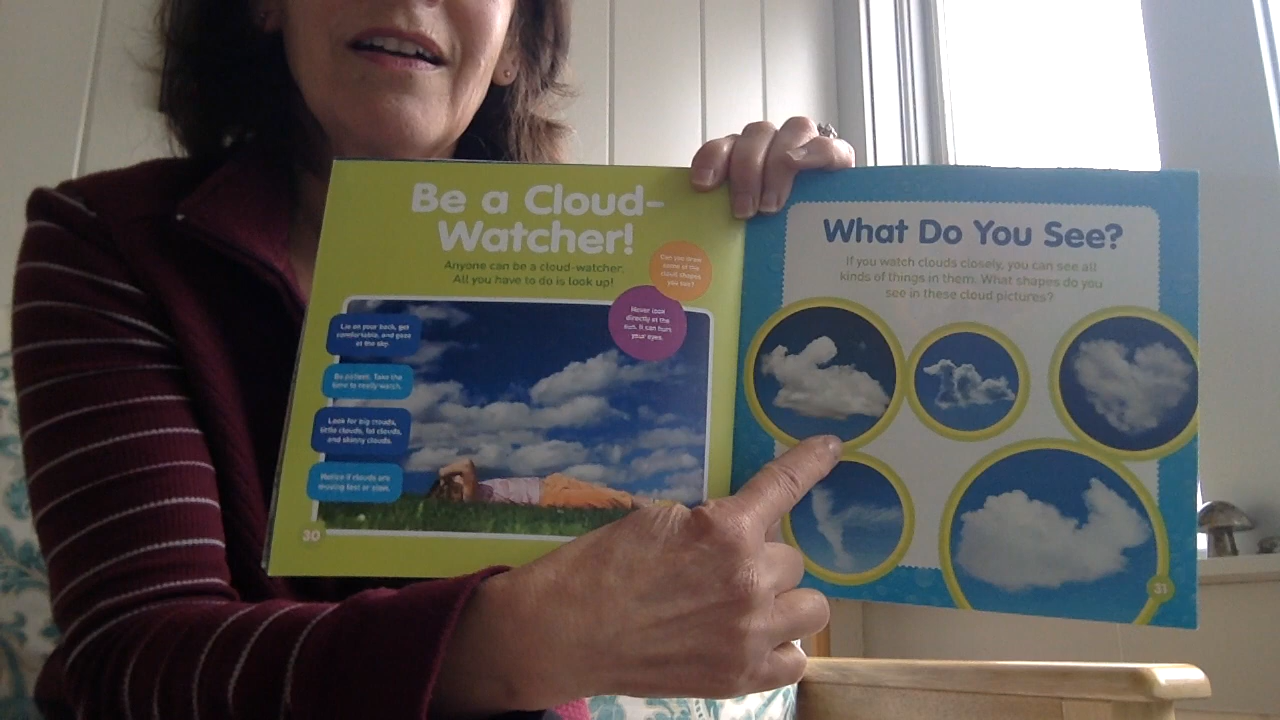 Be a Cloud-
Watcher!
Anyone can be a cloud-watcher.
All you have to do is look up!
Can you draw
some of the
cloud shapes
you see?
Never look
directly at the
sun. It can hurt
your eyes.
Lie on your back, get
comfortable, and gaze
at the sky.
Be patient. Take the
time to really watch.
Look for big clouds,
little clouds, fat clouds,
and skinny clouds.
Notice if clouds are
moving fast or slow.
30
What Do You See?
If you watch clouds closely, you can see all
kinds of things in them. What shapes do you
see in these cloud pictures?
31